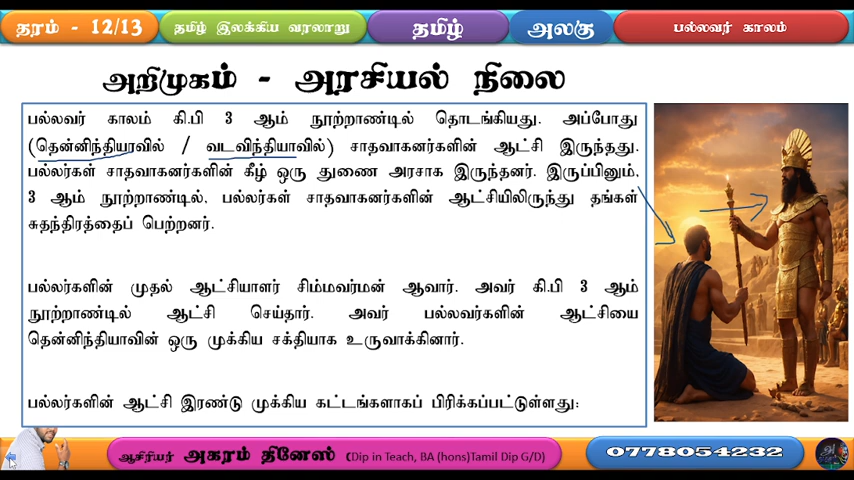 தரம் - 12/13
தமிழ் இலக்கிய வரலாறு
தமிழ்
அலகு
பல்லவர் காலம்
அறிமுகம் - அரசியல் நிலை
பல்லவர் காலம் கி.பி 3 ஆம் நூற்றாண்டில் தொடங்கியது. அப்போது
(தென்னிந்தியாவில் / வடவிந்தியாவில்) சாதவாகனர்களின் ஆட்சி இருந்தது.
பல்லர்கள் சாதவாகனர்களின் கீழ் ஒரு துணை அரசாக இருந்தனர். இருப்பினும்,
3 ஆம் நூற்றாண்டில், பல்லர்கள் சாதவாகனர்களின் ஆட்சியிலிருந்து தங்கள்
சுதந்திரத்தைப் பெற்றனர்.
பல்லர்களின் முதல் ஆட்சியாளர் சிம்மவர்மன் ஆவார். அவர் கி.பி 3 ஆம்
நூற்றாண்டில் ஆட்சி செய்தார். அவர் பல்லவர்களின் ஆட்சியை
தென்னிந்தியாவின் ஒரு முக்கிய சக்தியாக உருவாக்கினார்.
பல்லர்களின் ஆட்சி இரண்டு முக்கிய கட்டங்களாகப் பிரிக்கப்பட்டுள்ளது:
ஆசிரியர் அகரம் தினேஸ் (Dip in Teach, BA (hons)Tamil Dip G/D)
0778054232
அ